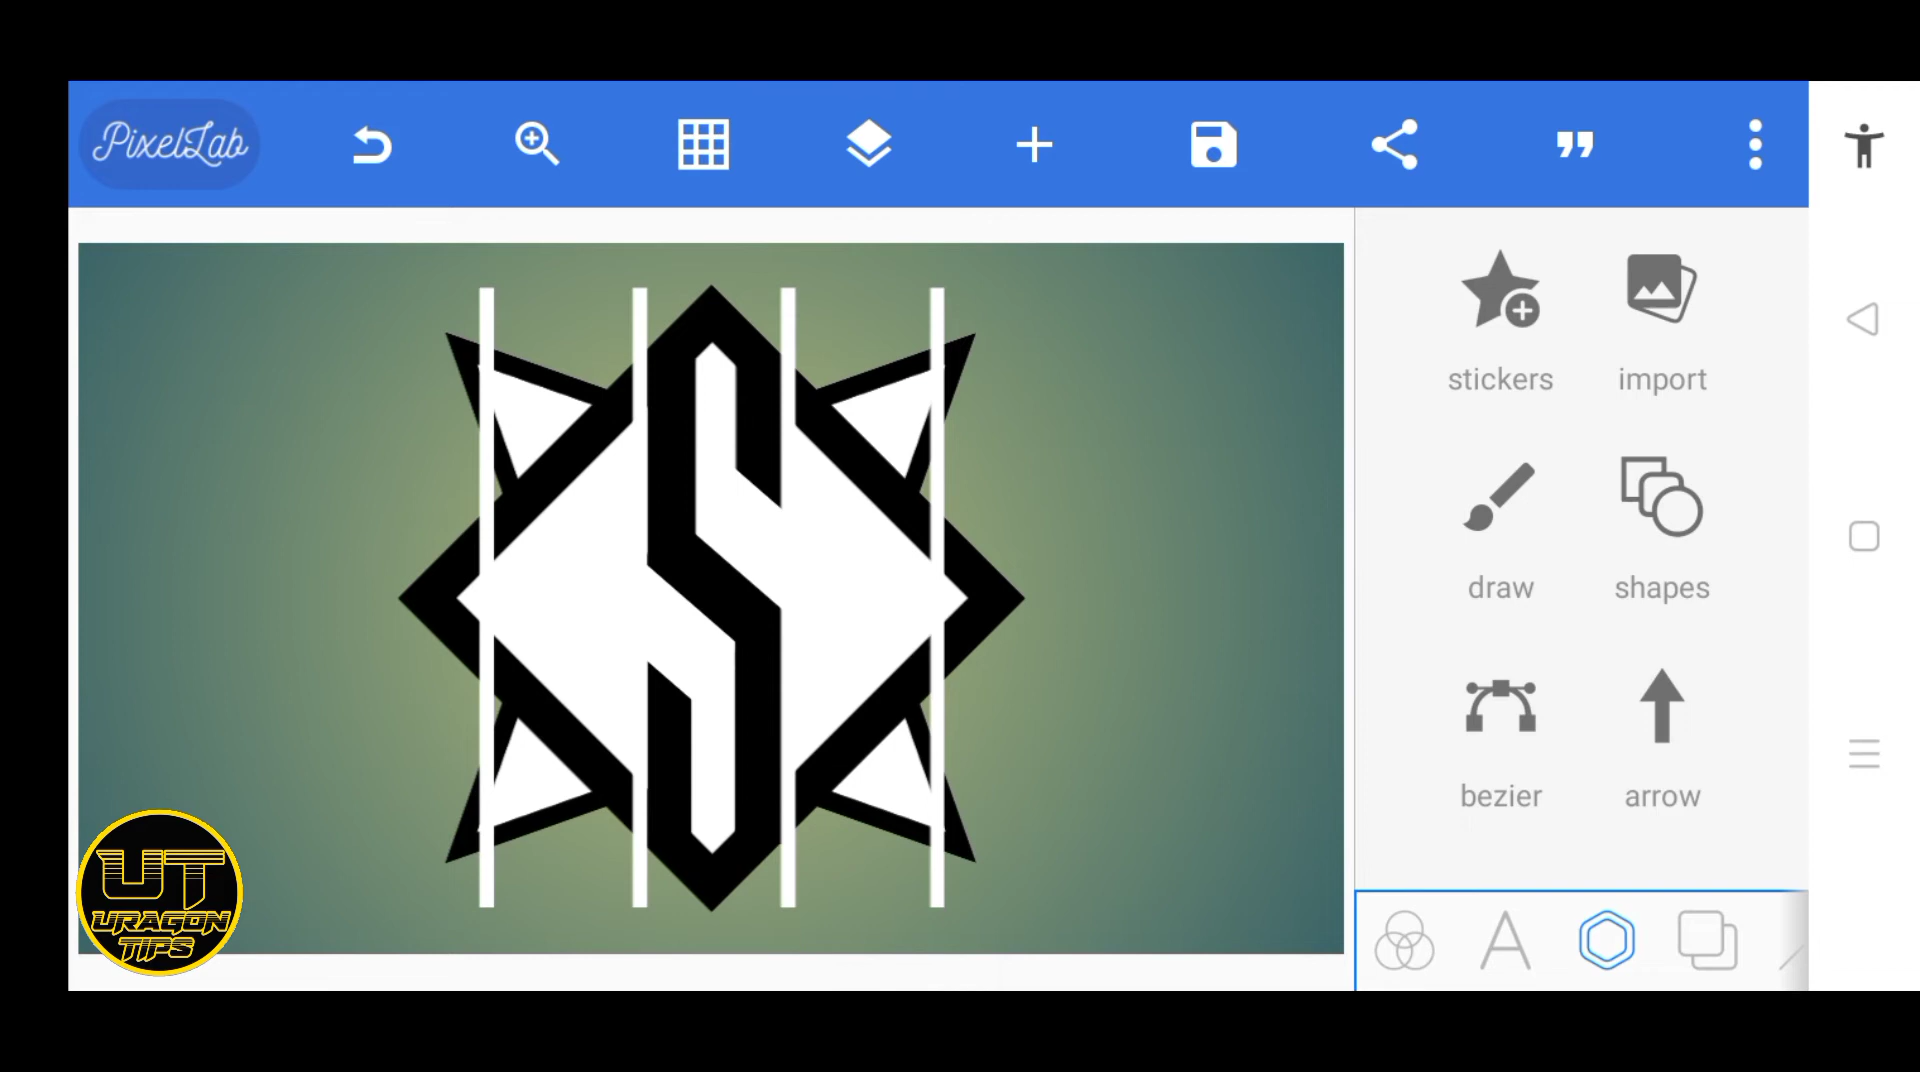 PixelLab
stickers import
draw shapes
bezier arrow
S
UT
URAGON
TIPS